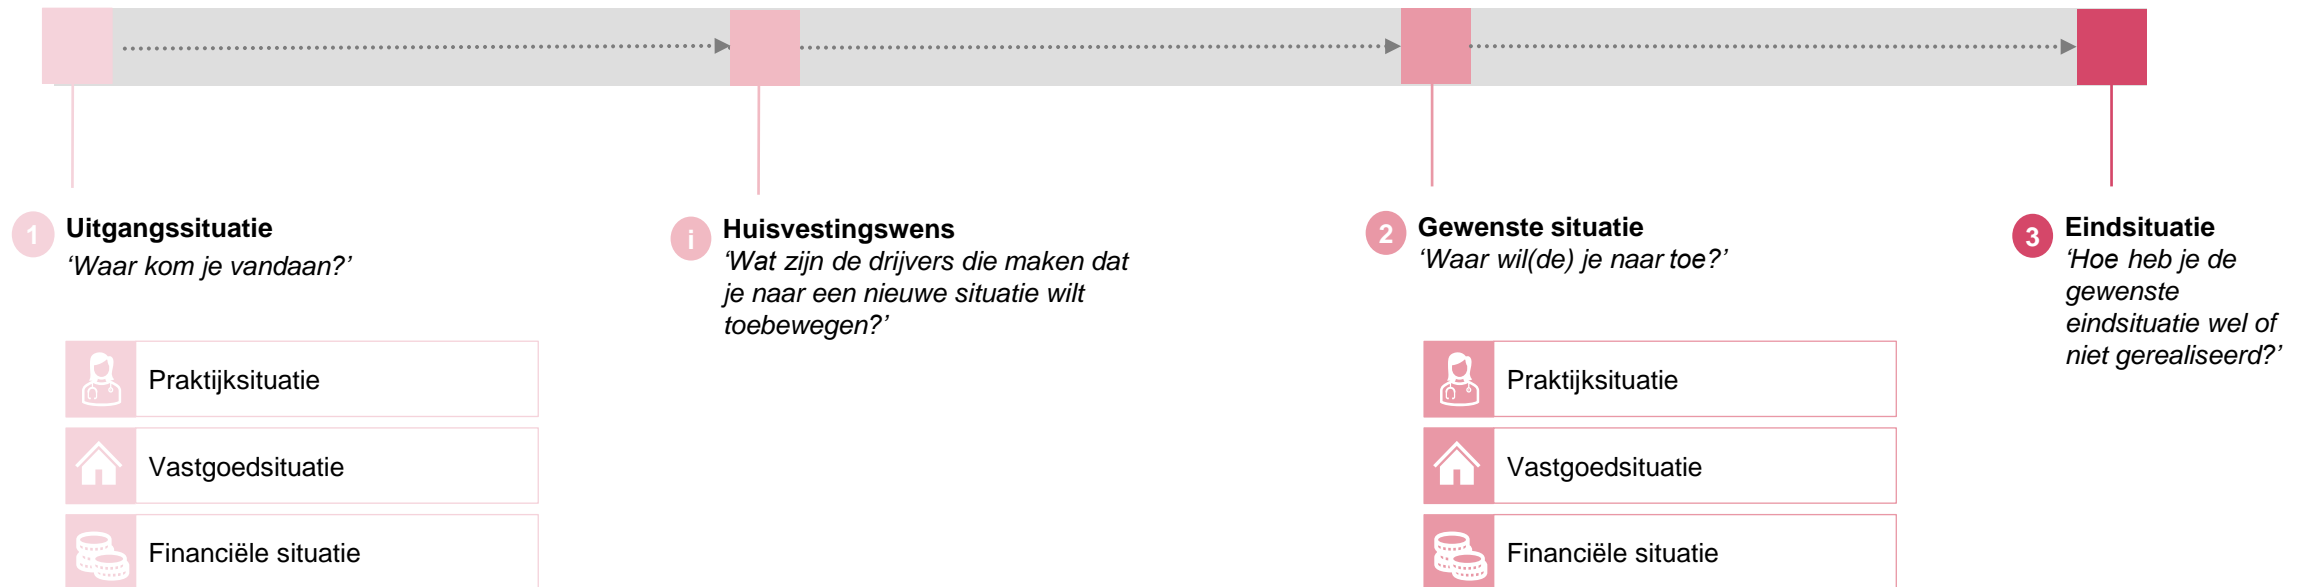 1
Uitgangssituatie
‘Waar kom je vandaan?’
Praktijksituatie
Vastgoedsituatie
Financiële situatie
i
Huisvestingswens
‘Wat zijn de drijvers die maken dat
je naar een nieuwe situatie wilt
toebewegen?’
2
Gewenste situatie
‘Waar wil(de) je naar toe?’
Praktijksituatie
Vastgoedsituatie
Financiële situatie
3
Eindsituatie
‘Hoe heb je de
gewenste
eindsituatie wel of
niet gerealiseerd?’